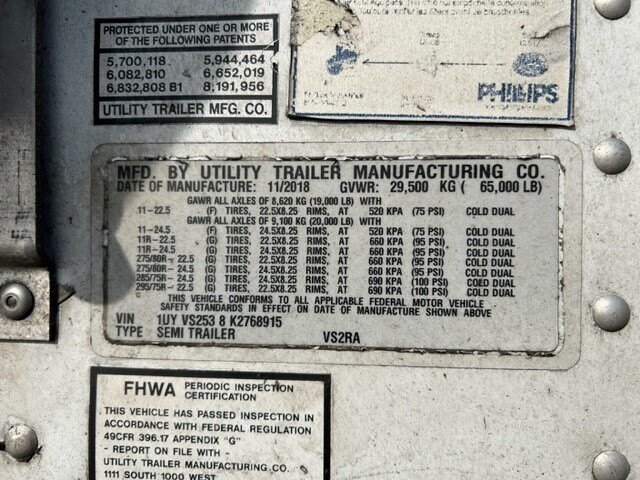 PROTECTED UNDER ONE OR MORE
OF THE FOLLOWING PATENTS
5,700,118 5,944,464
6,082,810 6,652,019
6,832,808 B1 8,191,956
UTILITY TRAILER MFG. CO.
PHILLIPS
MFD. BY UTILITY TRAILER MANUFACTURING CO.
DATE OF MANUFACTURE: 11/2018 GVWR: 29,500 KG ( 65,000 LB)
GAWR ALL AXLES OF 8,620 KG (19,000 LB) WITH
11-22.5 (F) TIRES, 22.5X8.25 RIMS, AT 520 KPA (75 PSI) COLD DUAL
GAWR ALL AXLES OF 9,100 KG (20,000 LB) WITH
11-24.5 (F) TIRES, 24.5X8.25 RIMS, AT 520 KPA (75 PSI) COLD DUAL
11R-22.5 (G) TIRES, 22.5X8.25 RIMS, AT 660 KPA (95 PSI) COLD DUAL
11R-24.5 (G) TIRES, 24.5X8.25 RIMS, AT 660 KPA (95 PSI) COLD DUAL
275/80R-22.5 (G) TIRES, 22.5X8.25 RIMS, AT 660 KPA (95 PSI) COLD DUAL
275/80R-24.5 (G) TIRES, 24.5X8.25 RIMS, AT 660 KPA (95 PSI) COLD DUAL
285/75R-24.5 (G) TIRES, 24.5X8.25 RIMS, AT 690 KPA (100 PSI) COLD DUAL
295/75R-22.5 (G) TIRES, 22.5X8.25 RIMS, AT 690 KPA (100 PSI) COLD DUAL
THIS VEHICLE CONFORMS TO ALL APPLICABLE FEDERAL MOTOR VEHICLE
SAFETY STANDARDS IN EFFECT ON DATE OF MANUFACTURE SHOWN ABOVE
VIN 1UY VS253 8 K2768915
TYPE SEMI TRAILER VS2RA
FHWA PERIODIC INSPECTION
CERTIFICATION
THIS VEHICLE HAS PASSED INSPECTION IN
ACCORDANCE WITH FEDERAL REGULATION
49CFR 396.17 APPENDIX "G"
- REPORT ON FILE WITH -
UTILITY TRAILER MANUFACTURING CO.
1111 SOUTH 1000 WEST